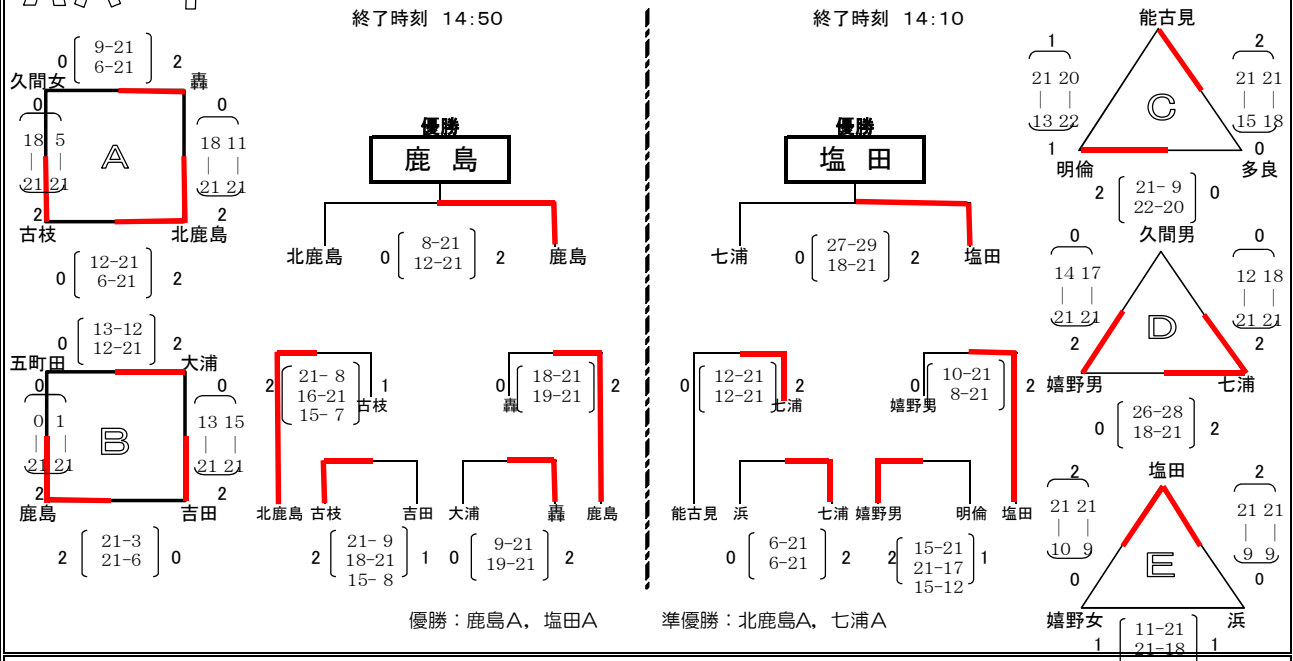 終了時刻 14:50
終了時刻 14:10
0 9-21 2
6-21
久間女 轟
0 0
18 5
| |
21 21
A
18 11
| |
21 21
2 2
古枝 北鹿島
0 12-21 2
6-21
0 13-12 2
12-21
五町田 大浦
0 0
0 1
| |
21 21
B
13 15
| |
21 21
2 2
鹿島 吉田
2 21-3 0
21-6
優勝
鹿 島
北鹿島 0 8-21 2 鹿島
12-21
2 21- 8 1
16-21 古枝
15- 7
0 18-21 2
轟 19-21
北鹿島 古枝 吉田 大浦 轟 鹿島
2 21- 9 1
18-21
15- 8
0 9-21 2
19-21
優勝
塩 田
七浦 0 27-29 2 塩田
18-21
0 12-21 2
12-21 七浦
0 10-21 2
嬉野男 8-21
能古見 浜 七浦 嬉野男 明倫 塩田
0 6-21 2
6-21
2 15-21 1
21-17
15-12
能古見
1 2
21 20
| |
13 22
C
21 21
| |
15 18
1 0
明倫 多良
2 21- 9 0
22-20
久間男
0 0
14 17
| |
21 21
D
12 18
| |
21 21
2 2
嬉野男 七浦
0 26-28 2
18-21
塩田
2 2
21 21
| |
10 9
E
21 21
| |
9 9
0 0
嬉野女 浜
1 11-21 1
21-18
優勝：鹿島A，塩田A 準優勝：北鹿島A，七浦A